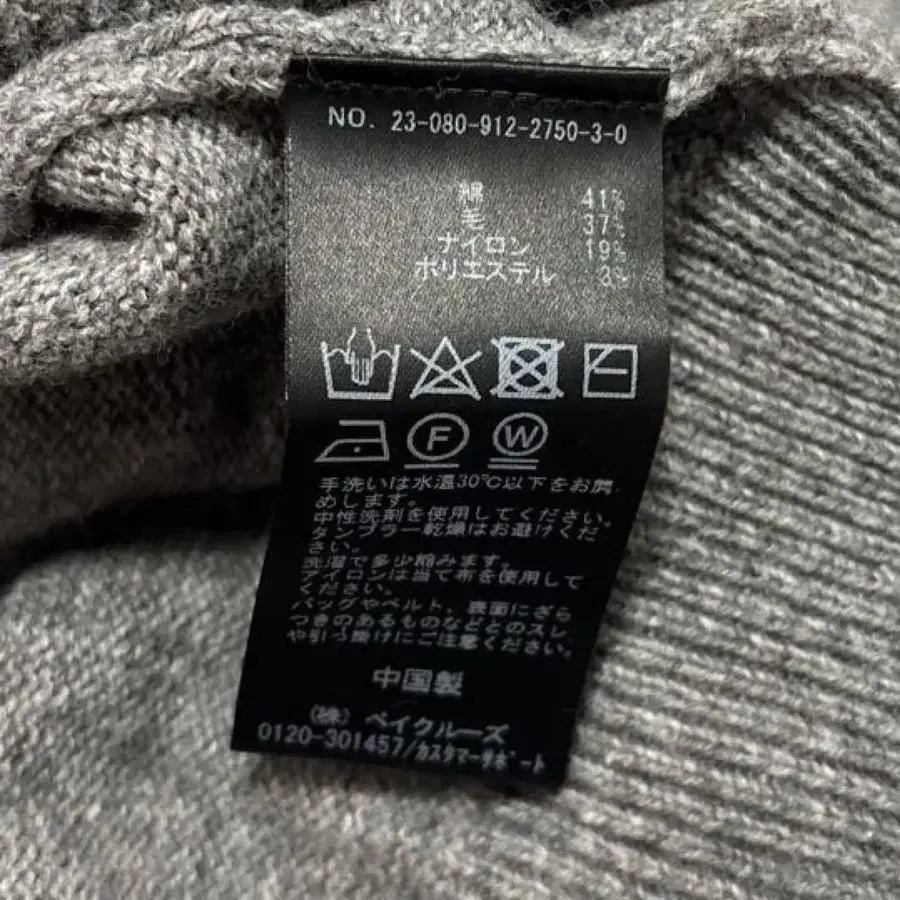 NO. 23-080-912-2750-3-0
綿 41%
毛 37%
ナイロン 19%
ポリエステル 3%
F W
手洗いは水温30℃以下をお勧
めします。
中性洗剤を使用してください。
タンブラー乾燥はお避けくだ
さい。
洗濯で多少縮みます。
アイロンは当て布を使用して
ください。
バッグやベルト、表面にざら
つきのあるものなどとのスレ
や引っ掛けにご注意ください。
中国製
(株) ベイクルーズ
0120-301457/カスタマーサポート